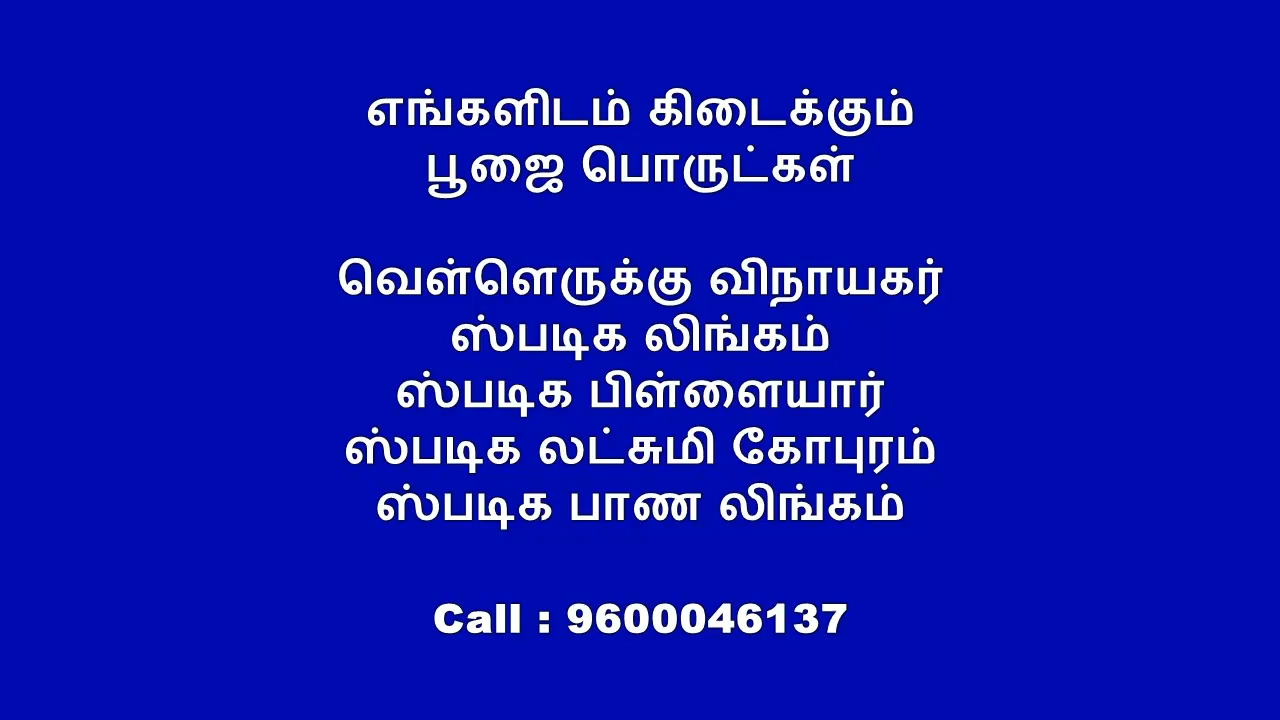 எங்களிடம் கிடைக்கும்
பூஜை பொருட்கள்
வெள்ளெருக்கு விநாயகர்
ஸ்படிக லிங்கம்
ஸ்படிக பிள்ளையார்
ஸ்படிக லட்சுமி கோபுரம்
ஸ்படிக பாண லிங்கம்
Call : 9600046137